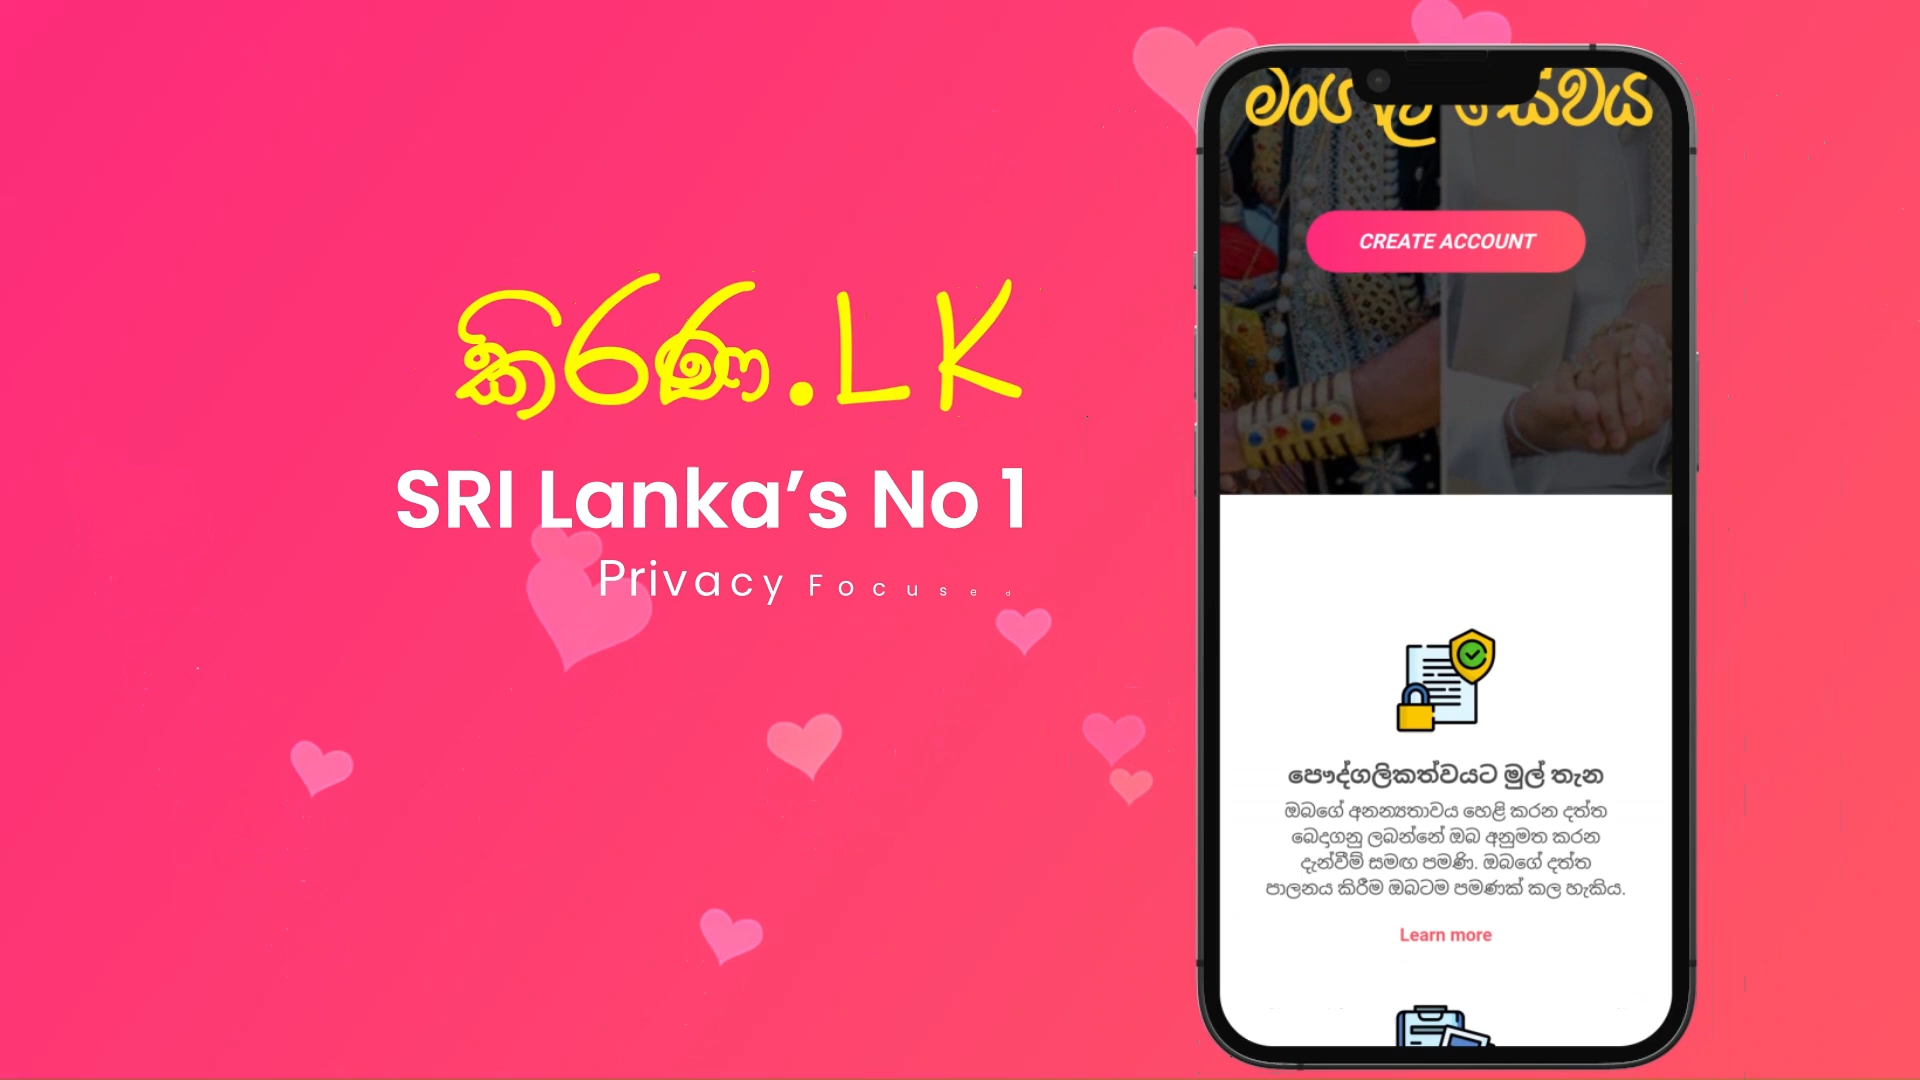 කිරණ.LK
SRI Lanka’s No 1
Privacy Focused
සේවය
CREATE ACCOUNT
පෞද්ගලිකත්වයට මුල් තැන
ඔබගේ අනන්‍යතාවය හෙළි කරන දත්ත
බෙදාගනු ලබන්නේ ඔබ අනුමත කරන
දැන්වීම් සමඟ පමණි. ඔබගේ දත්ත
පාලනය කිරීම ඔබටම පමණක් කල හැකිය.
Learn more